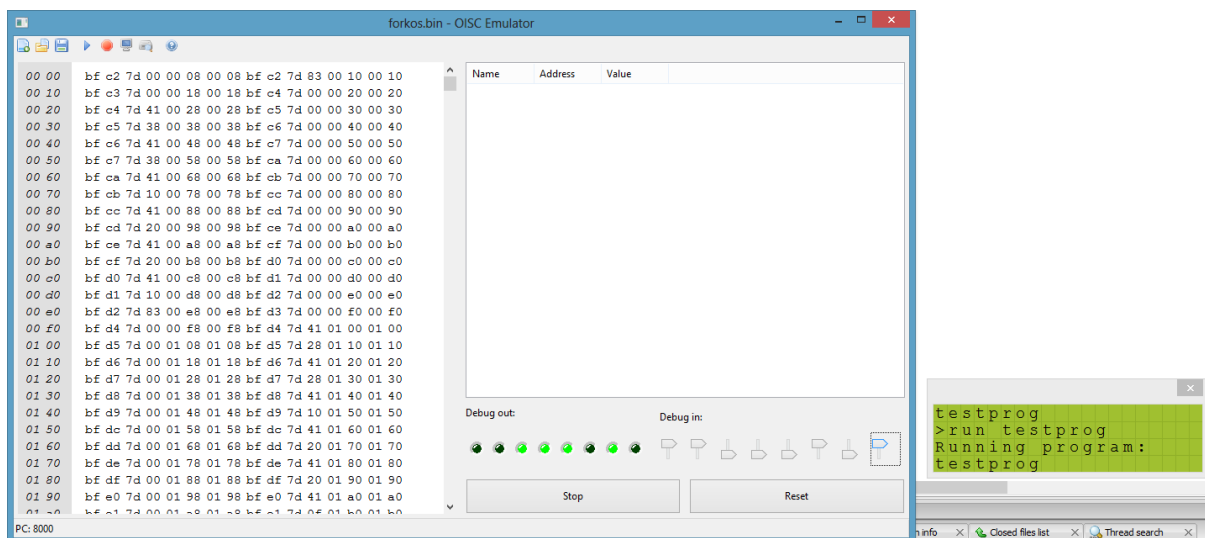 forkos.bin - OISC Emulator
00 00 bf c2 7d 00 00 08 00 08 bf c2 7d 83 00 10 00 10
00 10 bf c3 7d 00 00 18 00 18 bf c4 7d 00 00 20 00 20
00 20 bf c4 7d 41 00 28 00 28 bf c5 7d 00 00 30 00 30
00 30 bf c5 7d 38 00 38 00 38 bf c6 7d 00 00 40 00 40
00 40 bf c6 7d 41 00 48 00 48 bf c7 7d 00 00 50 00 50
00 50 bf c7 7d 38 00 58 00 58 bf ca 7d 00 00 60 00 60
00 60 bf ca 7d 41 00 68 00 68 bf cb 7d 00 00 70 00 70
00 70 bf cb 7d 10 00 78 00 78 bf cc 7d 00 00 80 00 80
00 80 bf cc 7d 41 00 88 00 88 bf cd 7d 00 00 90 00 90
00 90 bf cd 7d 20 00 98 00 98 bf ce 7d 00 00 a0 00 a0
00 a0 bf ce 7d 41 00 a8 00 a8 bf cf 7d 00 00 b0 00 b0
00 b0 bf cf 7d 20 00 b8 00 b8 bf d0 7d 00 00 c0 00 c0
00 c0 bf d0 7d 41 00 c8 00 c8 bf d1 7d 00 00 d0 00 d0
00 d0 bf d1 7d 10 00 d8 00 d8 bf d2 7d 00 00 e0 00 e0
00 e0 bf d2 7d 83 00 e8 00 e8 bf d3 7d 00 00 f0 00 f0
00 f0 bf d4 7d 00 00 f8 00 f8 bf d4 7d 41 01 00 01 00
01 00 bf d5 7d 00 01 08 01 08 bf d5 7d 28 01 10 01 10
01 10 bf d6 7d 00 01 18 01 18 bf d6 7d 41 01 20 01 20
01 20 bf d7 7d 00 01 28 01 28 bf d7 7d 28 01 30 01 30
01 30 bf d8 7d 00 01 38 01 38 bf d8 7d 41 01 40 01 40
01 40 bf d9 7d 00 01 48 01 48 bf d9 7d 10 01 50 01 50
01 50 bf dc 7d 00 01 58 01 58 bf dc 7d 41 01 60 01 60
01 60 bf dd 7d 00 01 68 01 68 bf dd 7d 20 01 70 01 70
01 70 bf de 7d 00 01 78 01 78 bf de 7d 41 01 80 01 80
01 80 bf df 7d 00 01 88 01 88 bf df 7d 20 01 90 01 90
01 90 bf e0 7d 00 01 98 01 98 bf e0 7d 41 01 a0 01 a0
Name Address Value
Debug out: Debug in:
Stop Reset
PC: 8000
testprog
>run testprog
Running program:
testprog
info Closed files list Thread search